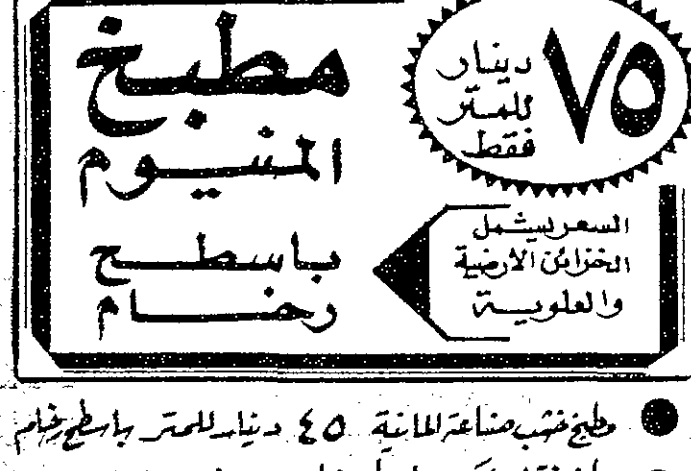 مطبخ
المنيوم
باسطح
رخام
٧٥
دينار
للمتر
فقط
السعر يشمل
الخزائن الارضية
والعلوية
مطبخ خشب صناعة المانية ٤٥ دينار للمتر باسطح رخام